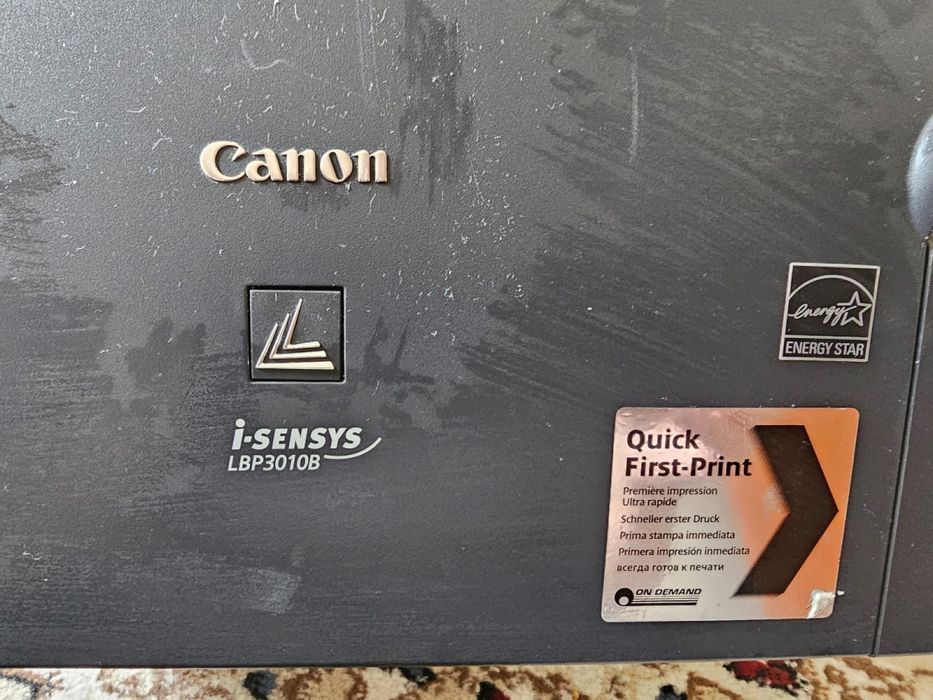 Canon
energy
ENERGY STAR
i-SENSYS
LBP3010B
Quick
First-Print
Première impression
Ultra rapide
Schneller erster Druck
Prima stampa immediata
Primera impresión inmediata
всегда готов к печати
ON DEMAND